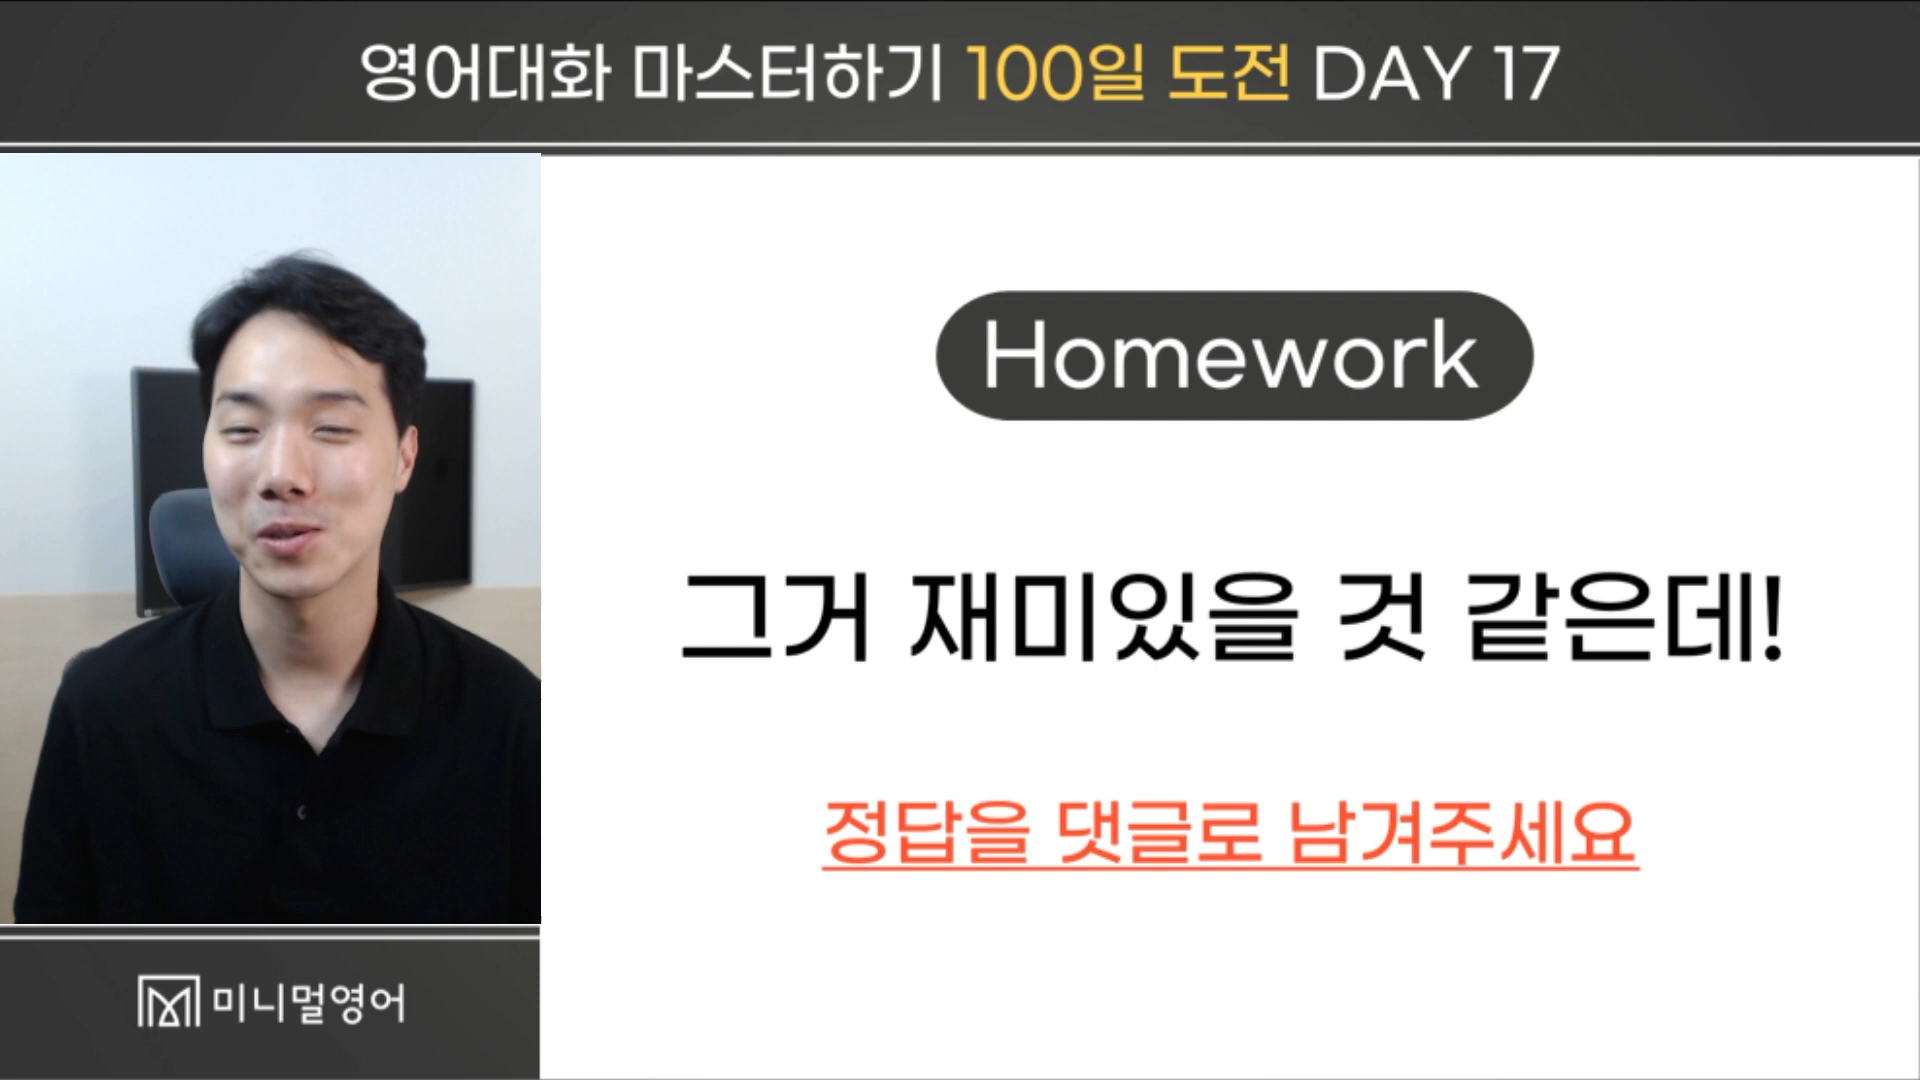 영어대화 마스터하기 100일 도전 DAY 17
Homework
그거 재미있을 것 같은데!
정답을 댓글로 남겨주세요
미니멀영어